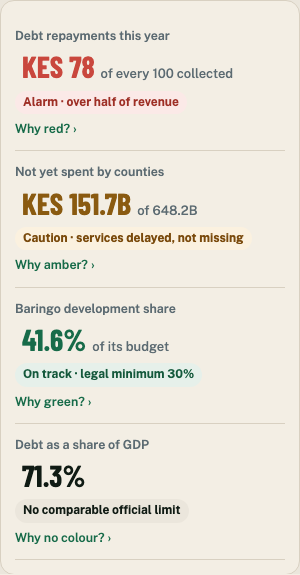 Debt repayments this year
KES 78 of every 100 collected
Alarm · over half of revenue
Why red? ›
Not yet spent by counties
KES 151.7B of 648.2B
Caution · services delayed, not missing
Why amber? ›
Baringo development share
41.6% of its budget
On track · legal minimum 30%
Why green? ›
Debt as a share of GDP
71.3%
No comparable official limit
Why no colour? ›